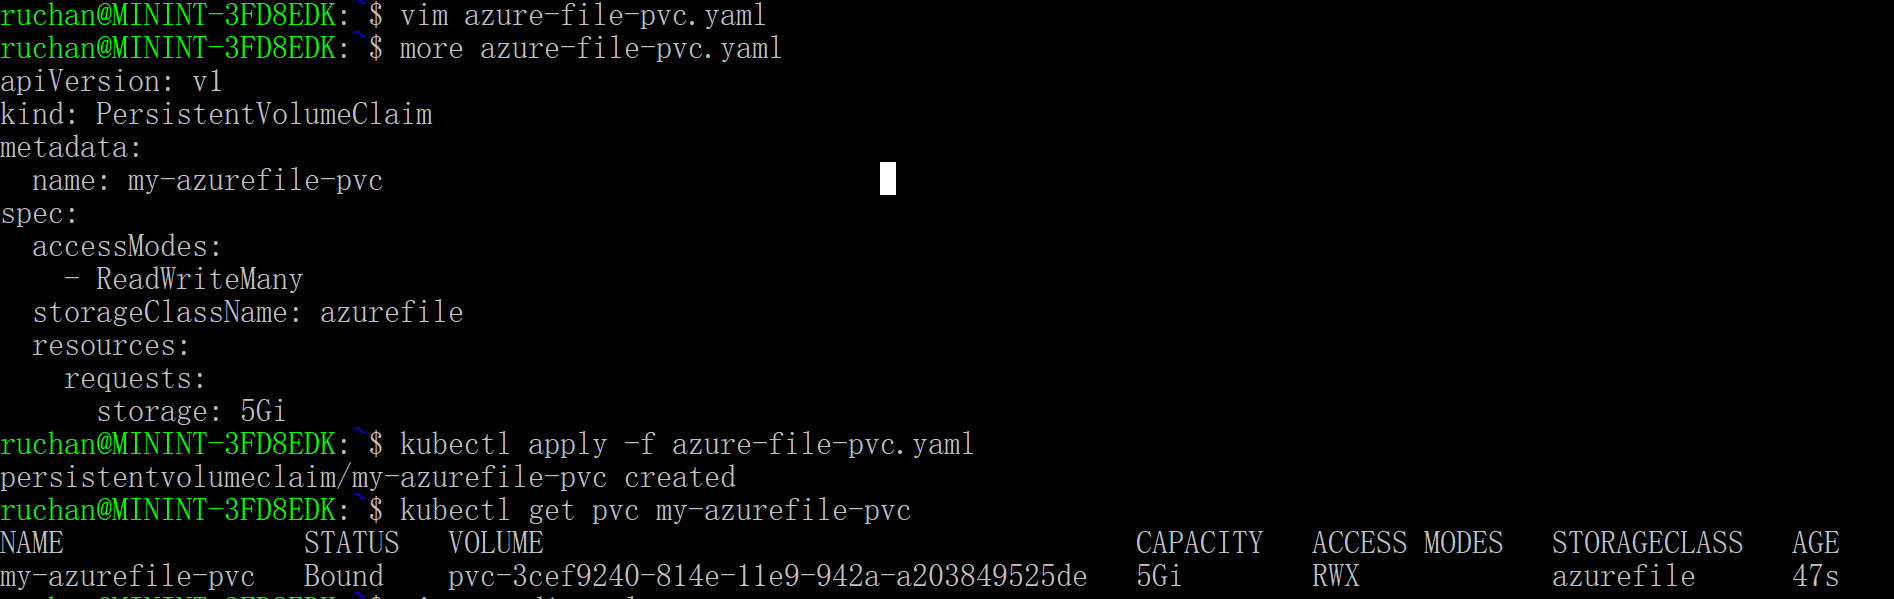 ruchan@MININT-3FD8EDK:~$ vim azure-file-pvc.yaml
ruchan@MININT-3FD8EDK:~$ more azure-file-pvc.yaml
apiVersion: v1
kind: PersistentVolumeClaim
metadata:
  name: my-azurefile-pvc
spec:
  accessModes:
    - ReadWriteMany
  storageClassName: azurefile
  resources:
    requests:
      storage: 5Gi
ruchan@MININT-3FD8EDK:~$ kubectl apply -f azure-file-pvc.yaml
persistentvolumeclaim/my-azurefile-pvc created
ruchan@MININT-3FD8EDK:~$ kubectl get pvc my-azurefile-pvc
NAME               STATUS   VOLUME                                     CAPACITY   ACCESS MODES   STORAGECLASS   AGE
my-azurefile-pvc   Bound    pvc-3cef9240-814e-11e9-942a-a203849525de   5Gi        RWX            azurefile      47s